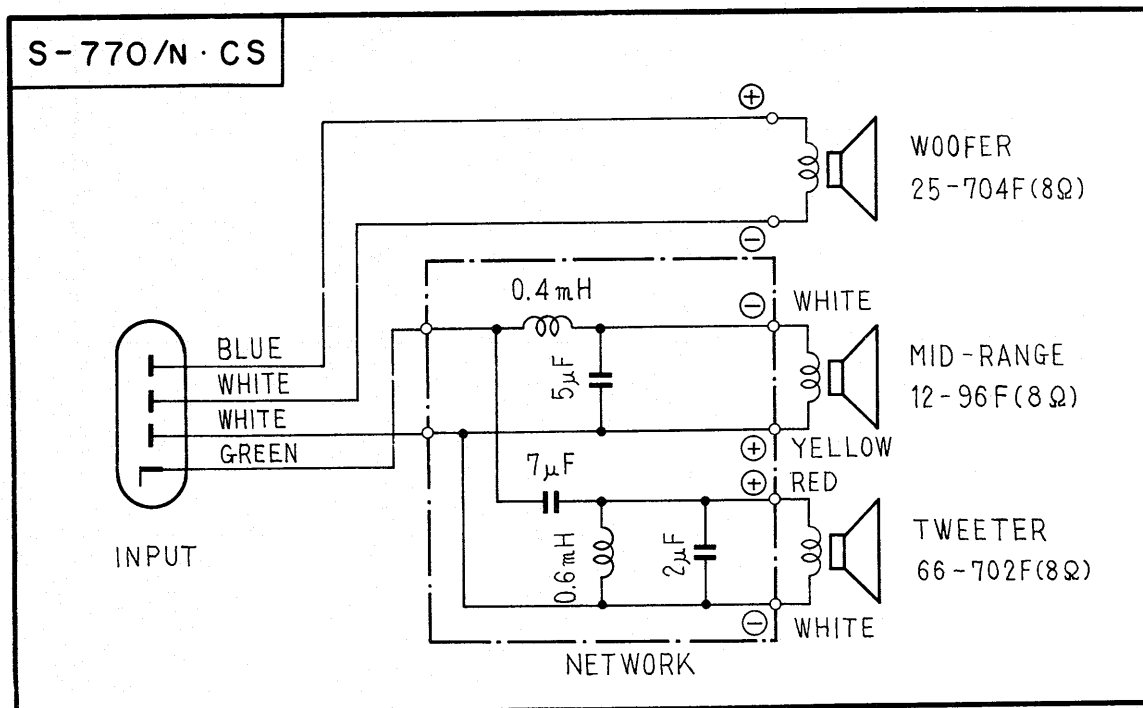 S-770/N · CS
⊕
WOOFER
25-704F(8Ω)
⊖
0.4mH
⊖ WHITE
BLUE
5μF
MID-RANGE
WHITE
12-96F(8Ω)
WHITE
GREEN
⊕ YELLOW
7μF
⊕ RED
INPUT
0.6mH
2μF
TWEETER
66-702F(8Ω)
⊖ WHITE
NETWORK